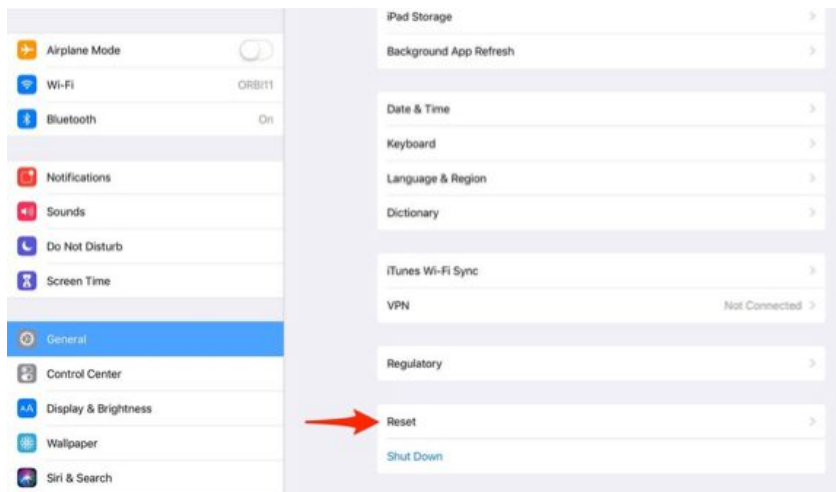 Airplane Mode
Wi-Fi ORBI11
Bluetooth On
Notifications
Sounds
Do Not Disturb
Screen Time
General
Control Center
AA Display & Brightness
Wallpaper
Siri & Search
iPad Storage
Background App Refresh
Date & Time
Keyboard
Language & Region
Dictionary
iTunes Wi-Fi Sync
VPN Not Connected
Regulatory
Reset
Shut Down